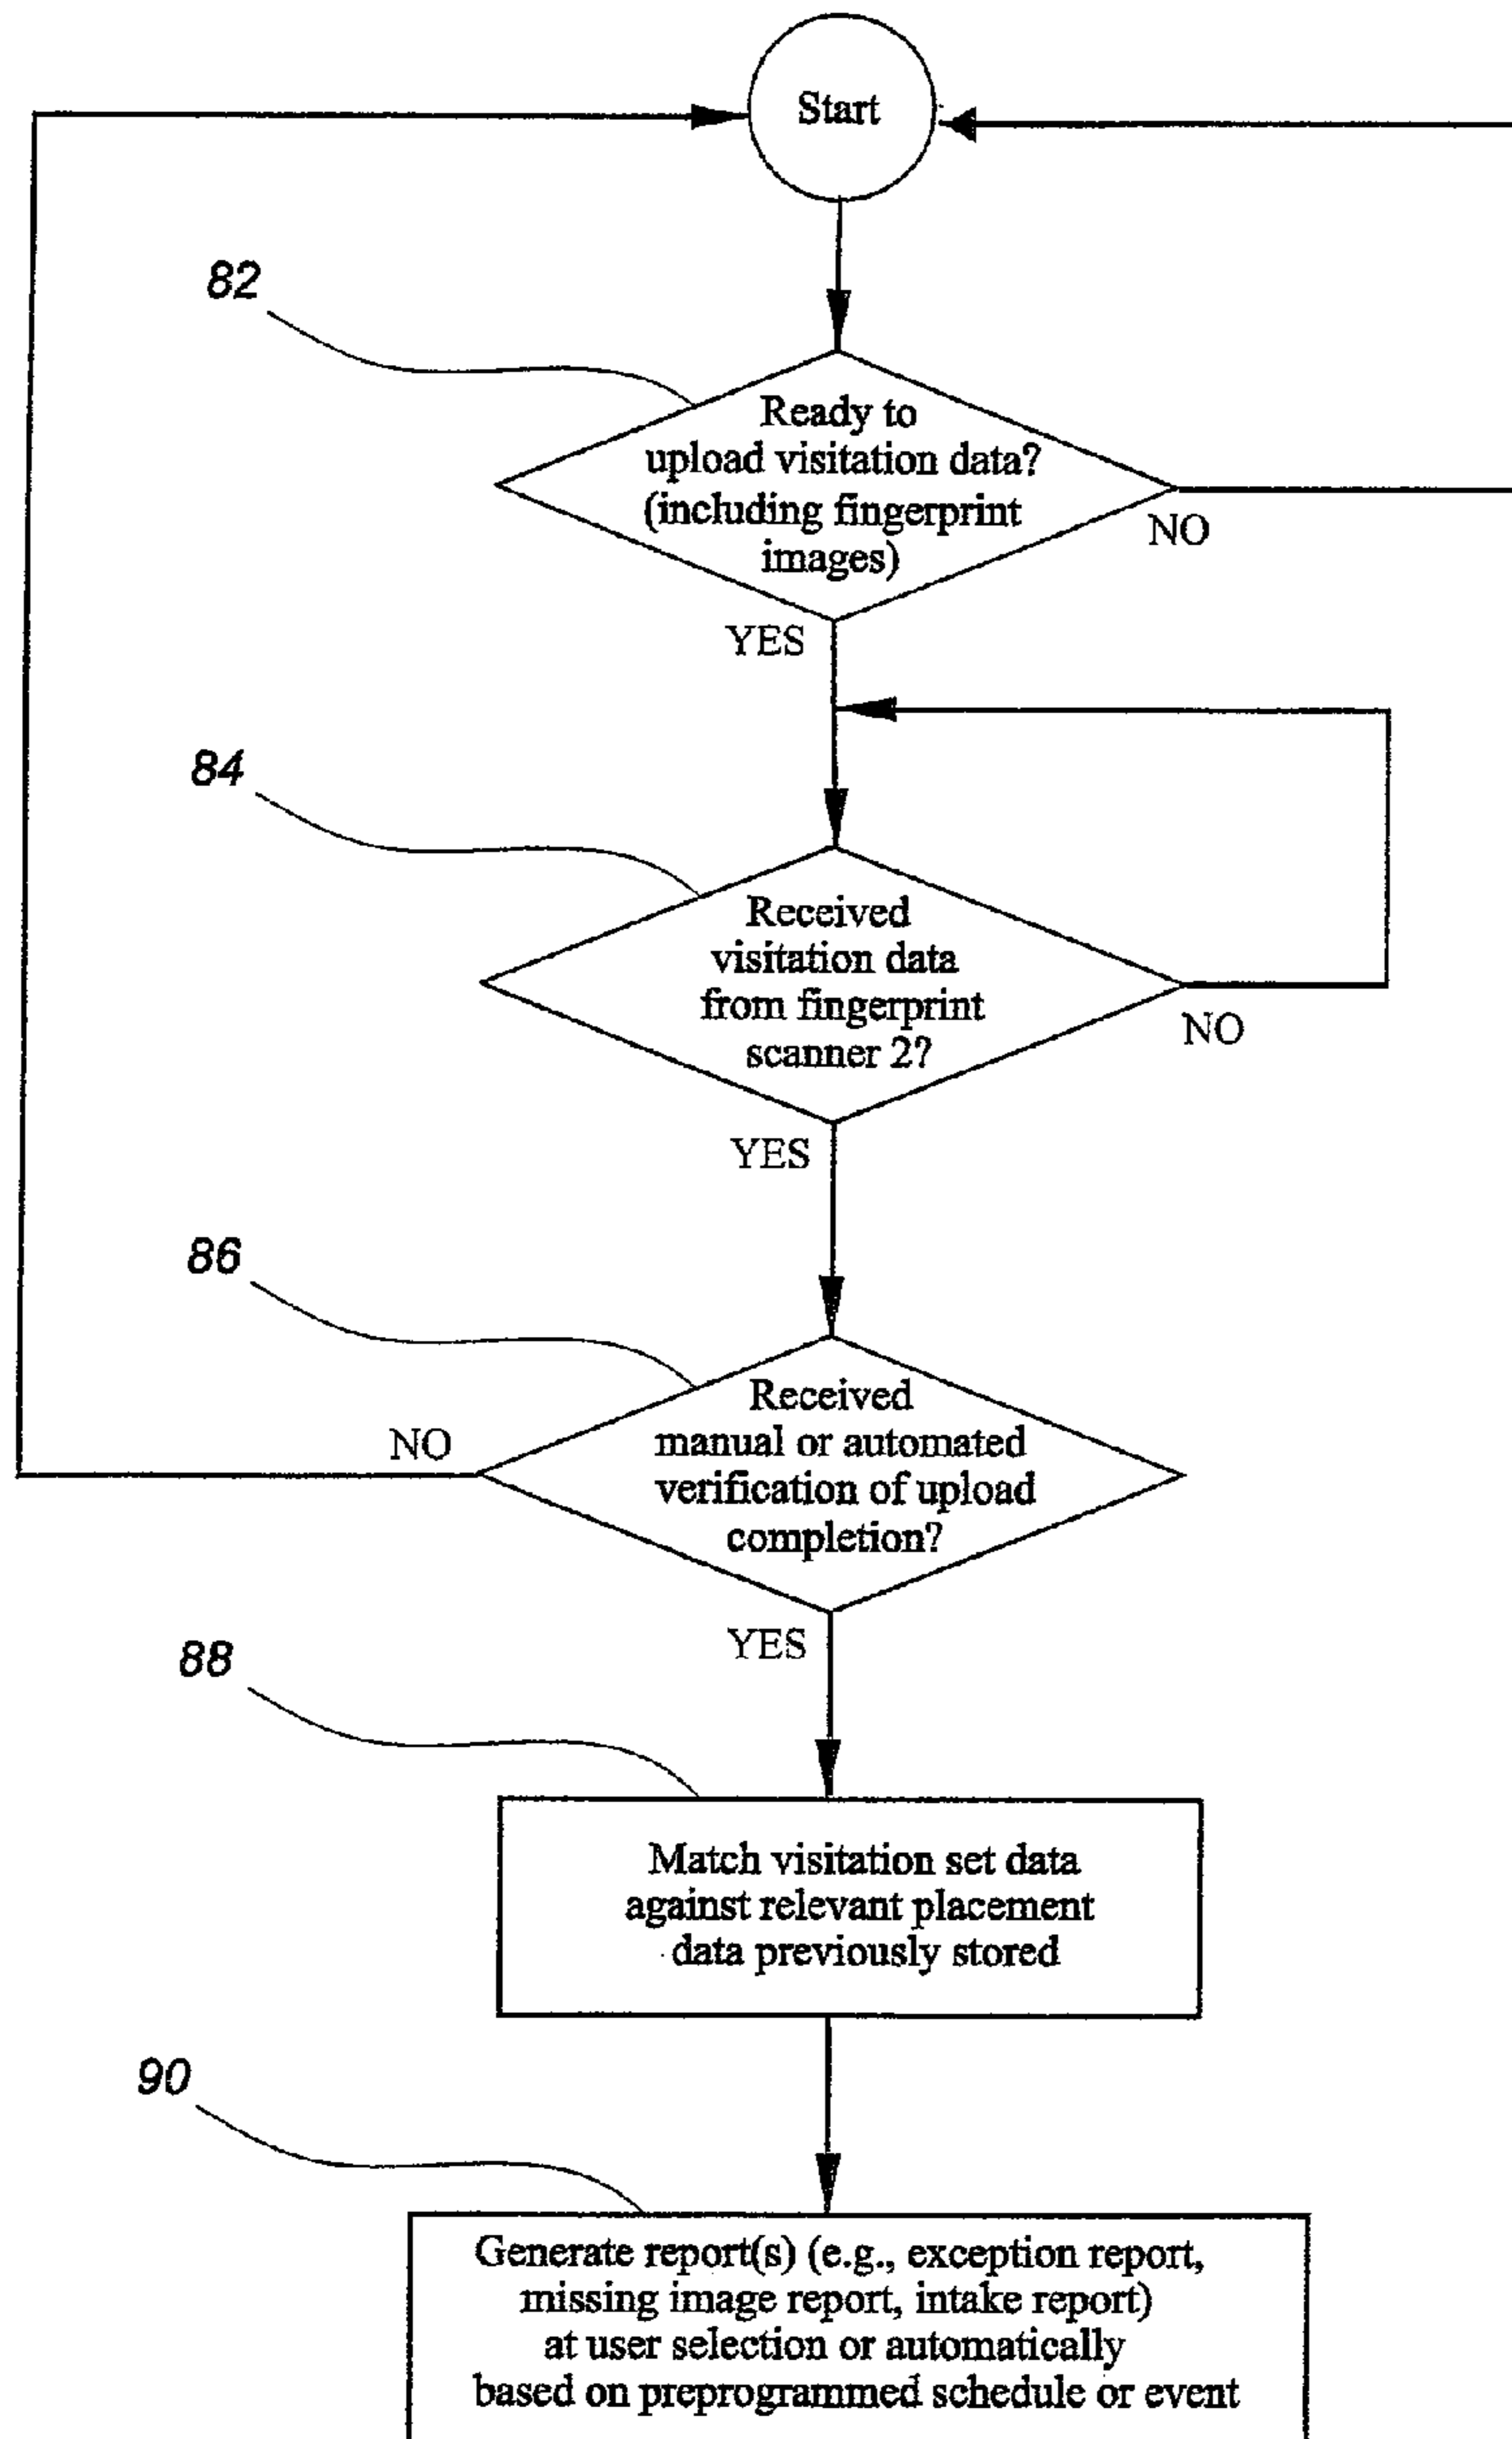 Start
82
Ready to
upload visitation data?
(including fingerprint
images)
NO
YES
84
Received
visitation data
from fingerprint
scanner 2?
NO
YES
86
Received
manual or automated
verification of upload
completion?
NO
YES
88
Match visitation set data
against relevant placement
data previously stored
90
Generate report(s) (e.g., exception report,
missing image report, intake report)
at user selection or automatically
based on preprogrammed schedule or event